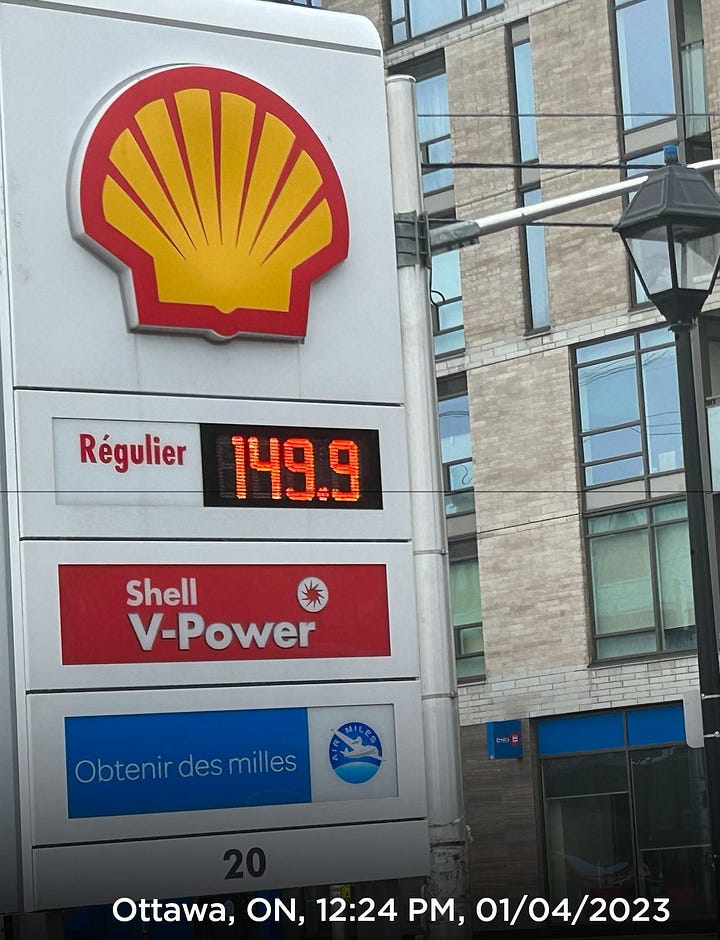 Régulier 149.9
Shell
V-Power
Obtenir des milles
AIR MILES
20
Ottawa, ON, 12:24 PM, 01/04/2023